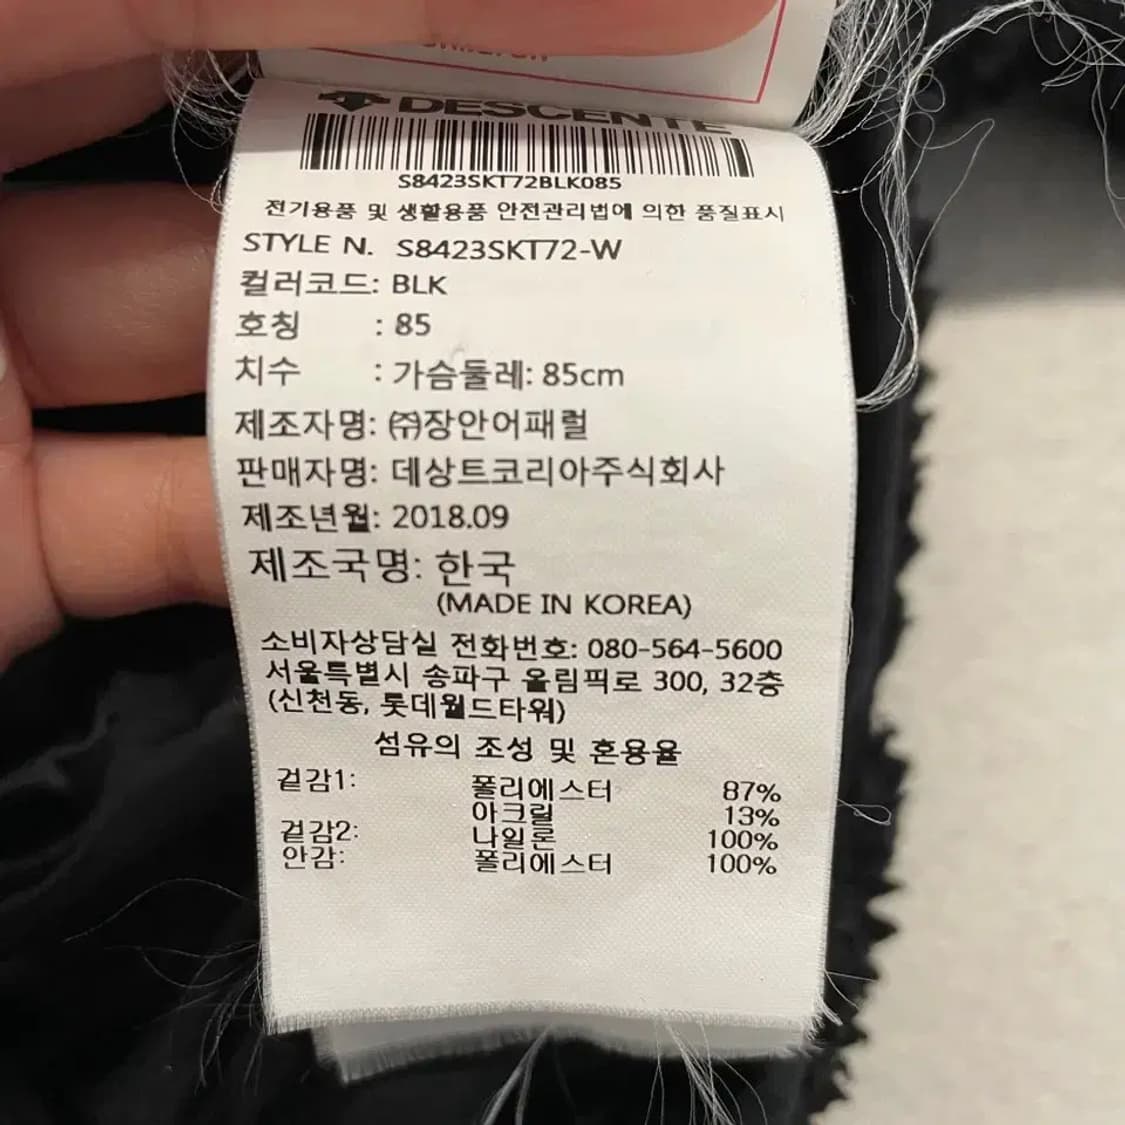 DESCENTE
S8423SKT72BLK085
전기용품 및 생활용품 안전관리법에 의한 품질표시
STYLE N. S8423SKT72-W
컬러코드: BLK
호칭 : 85
치수 : 가슴둘레: 85cm
제조자명: ㈜장안어패럴
판매자명: 데상트코리아주식회사
제조년월: 2018.09
제조국명: 한국
(MADE IN KOREA)
소비자상담실 전화번호: 080-564-5600
서울특별시 송파구 올림픽로 300, 32층
(신천동, 롯데월드타워)
섬유의 조성 및 혼용율
겉감1: 폴리에스터 87%
아크릴 13%
겉감2: 나일론 100%
안감: 폴리에스터 100%